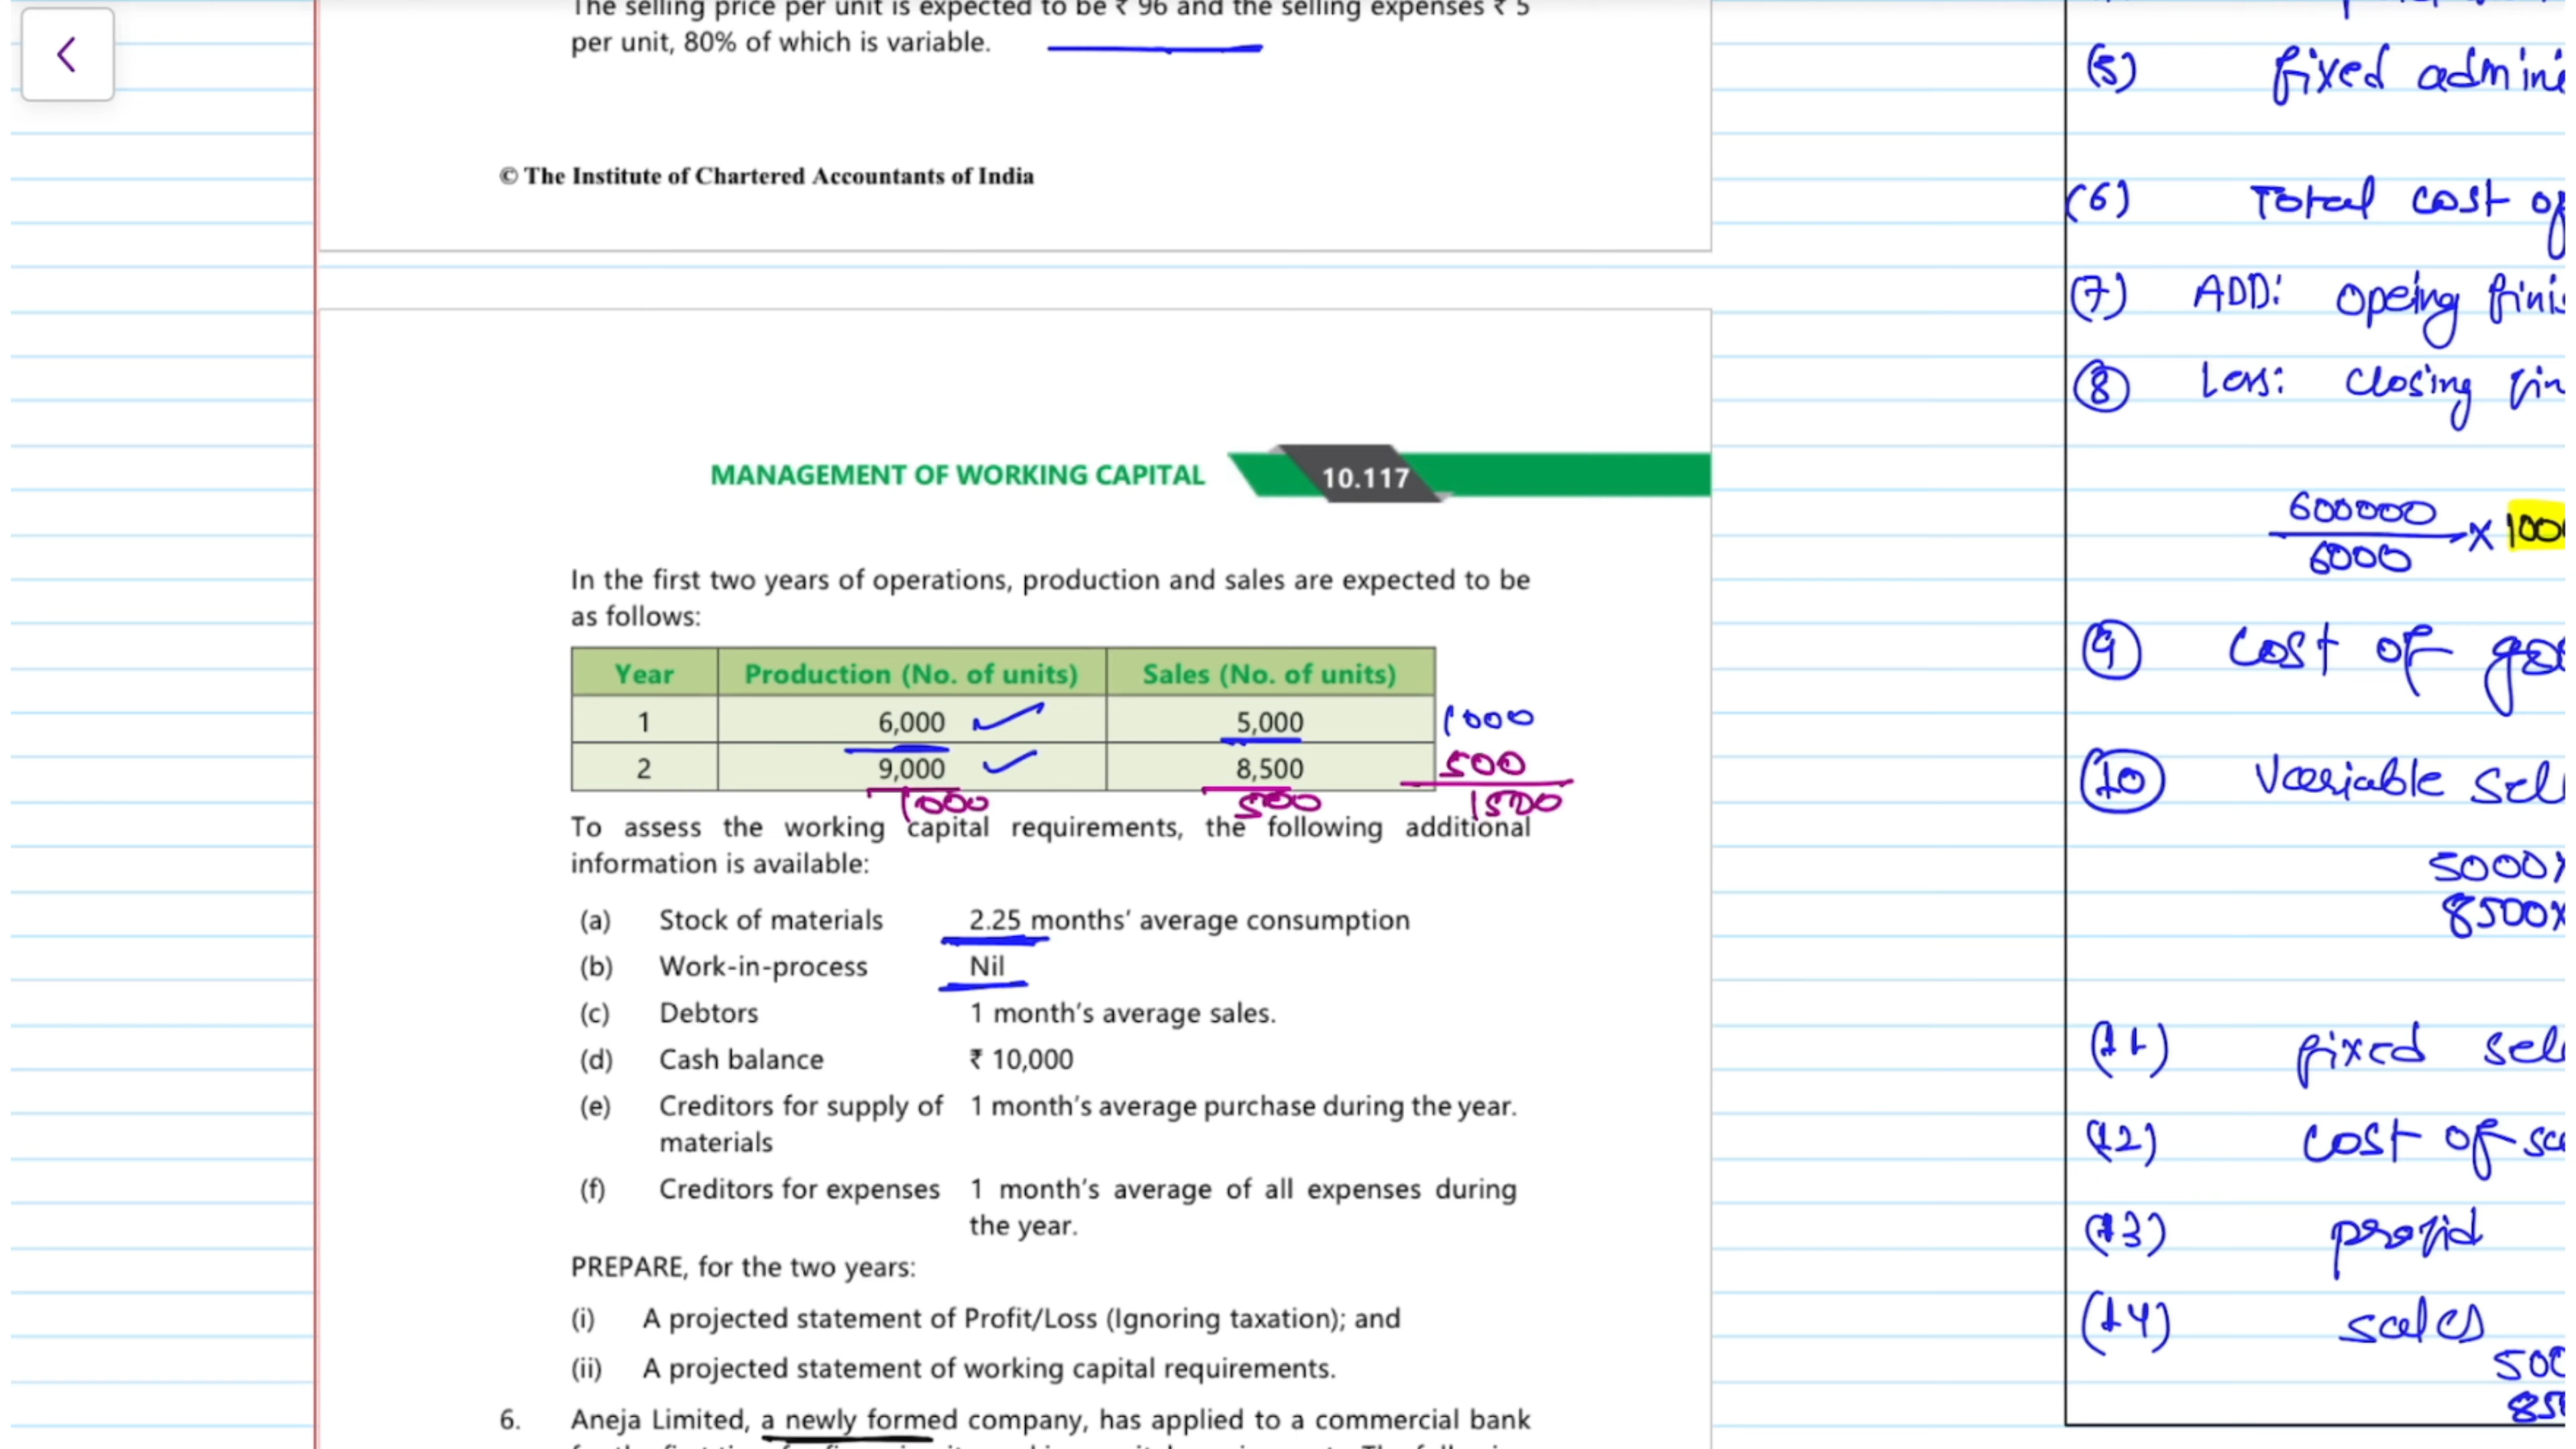 The selling price per unit is expected to be ₹ 96 and the selling expenses ₹ 5
per unit, 80% of which is variable.
© The Institute of Chartered Accountants of India
MANAGEMENT OF WORKING CAPITAL 10.117
In the first two years of operations, production and sales are expected to be
as follows:
Year Production (No. of units) Sales (No. of units)
1 6,000 5,000 1000
2 9,000 8,500 500
1000 500 1500
To assess the working capital requirements, the following additional
information is available:
(a) Stock of materials 2.25 months' average consumption
(b) Work-in-process Nil
(c) Debtors 1 month's average sales.
(d) Cash balance ₹ 10,000
(e) Creditors for supply of 1 month's average purchase during the year.
materials
(f) Creditors for expenses 1 month's average of all expenses during
the year.
PREPARE, for the two years:
(i) A projected statement of Profit/Loss (Ignoring taxation); and
(ii) A projected statement of working capital requirements.
6. Aneja Limited, a newly formed company, has applied to a commercial bank
(5) fixed admini
(6) Total cost of
(7) ADD: opeing finis
(8) Less: closing fin
600000
6000
× 100
(9) cost of goo
(10) Variable sel
5000×
8500×
(11) fixed sel
(12) cost of sa
(13) profid
(14) sales
500
850